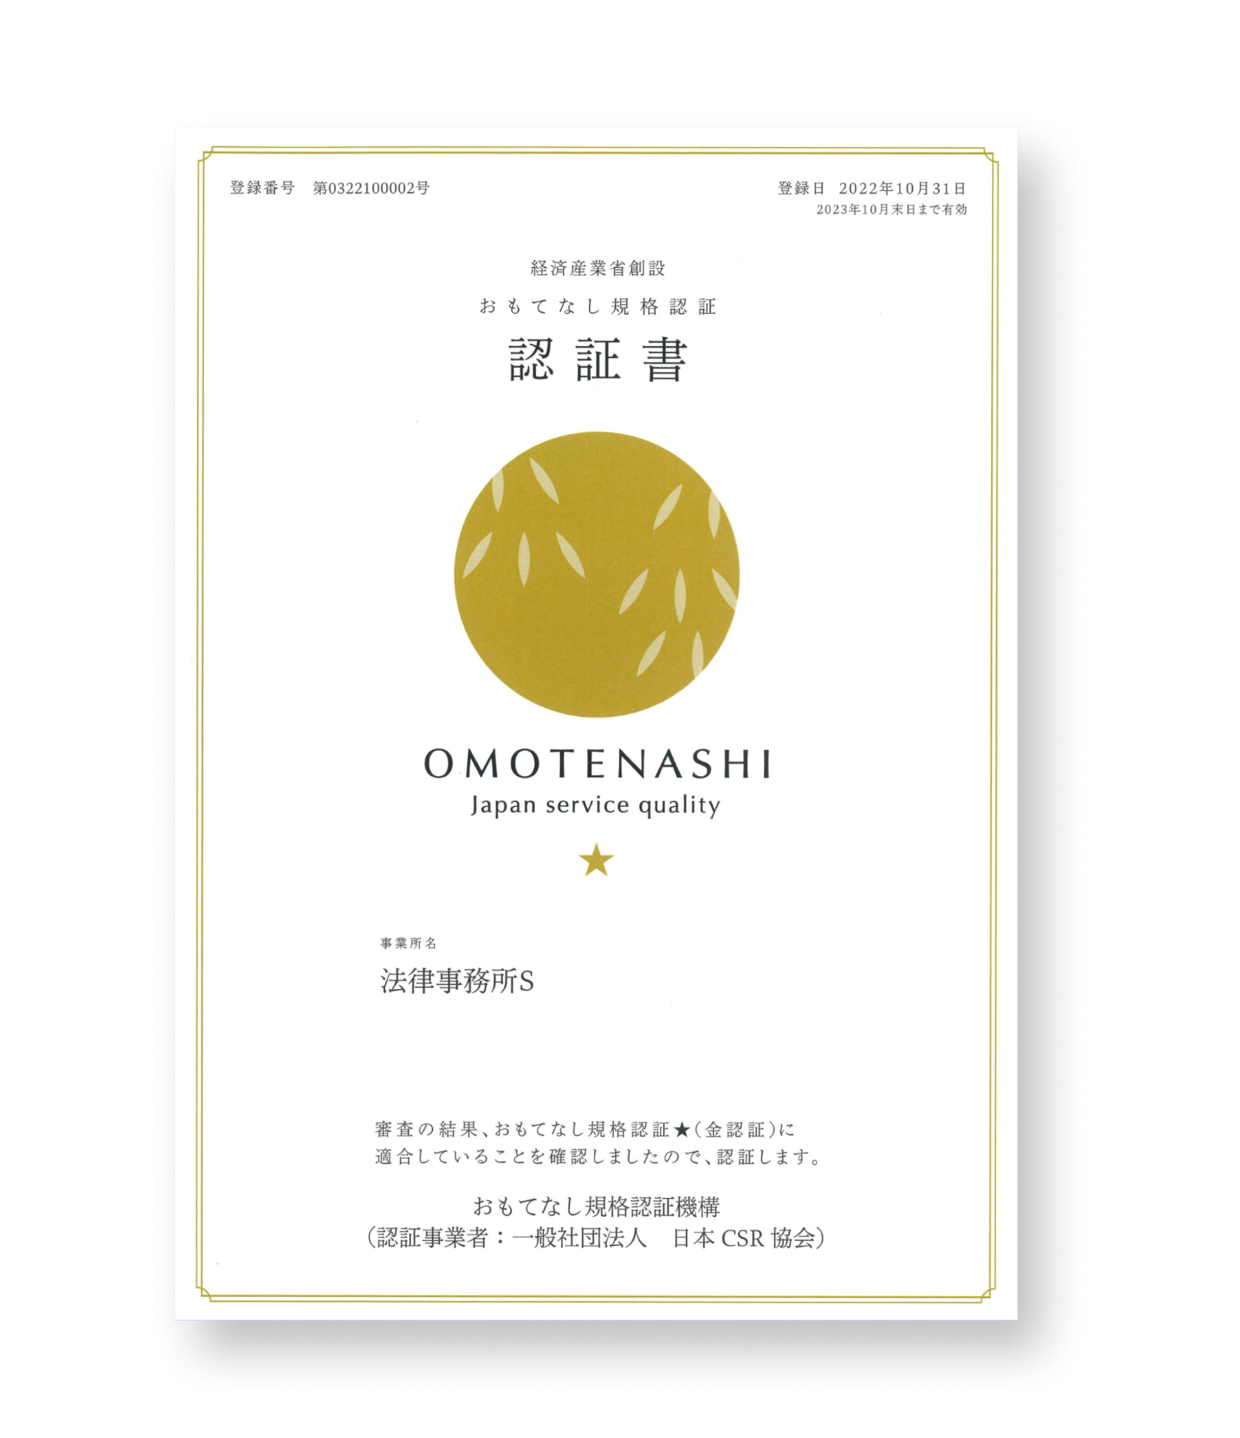 登録番号　第0322100002号
登録日　2022年10月31日
2023年10月末日まで有効
経済産業省創設
おもてなし規格認証
認証書
OMOTENASHI
Japan service quality
★
事業所名
法律事務所S
審査の結果、おもてなし規格認証★(金認証)に
適合していることを確認しましたので、認証します。
おもてなし規格認証機構
（認証事業者：一般社団法人　日本 CSR 協会）